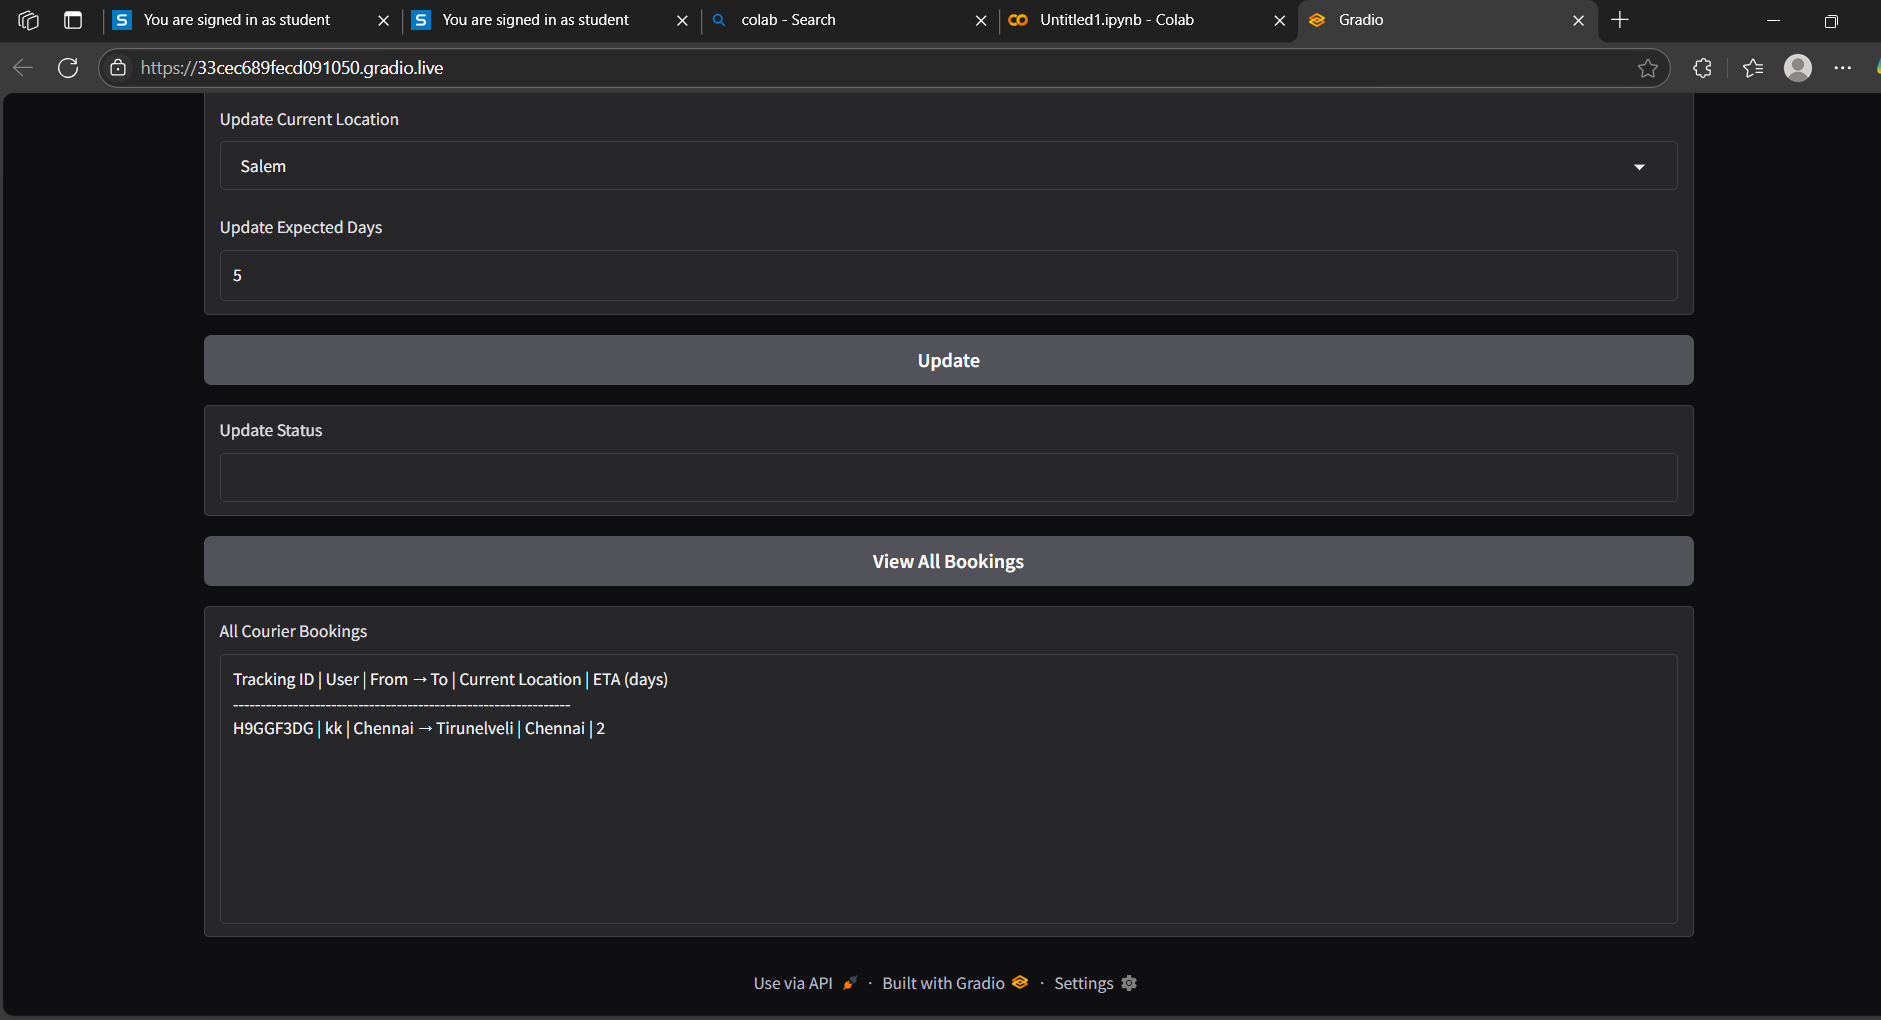 You are signed in as student
You are signed in as student
colab - Search
Untitled1.ipynb - Colab
Gradio
https://33cec689fecd091050.gradio.live
Update Current Location
Salem
Update Expected Days
5
Update
Update Status
View All Bookings
All Courier Bookings
Tracking ID | User | From → To | Current Location | ETA (days)
------------------------------------------------------------
H9GGF3DG | kk | Chennai → Tirunelveli | Chennai | 2
Use via API · Built with Gradio · Settings